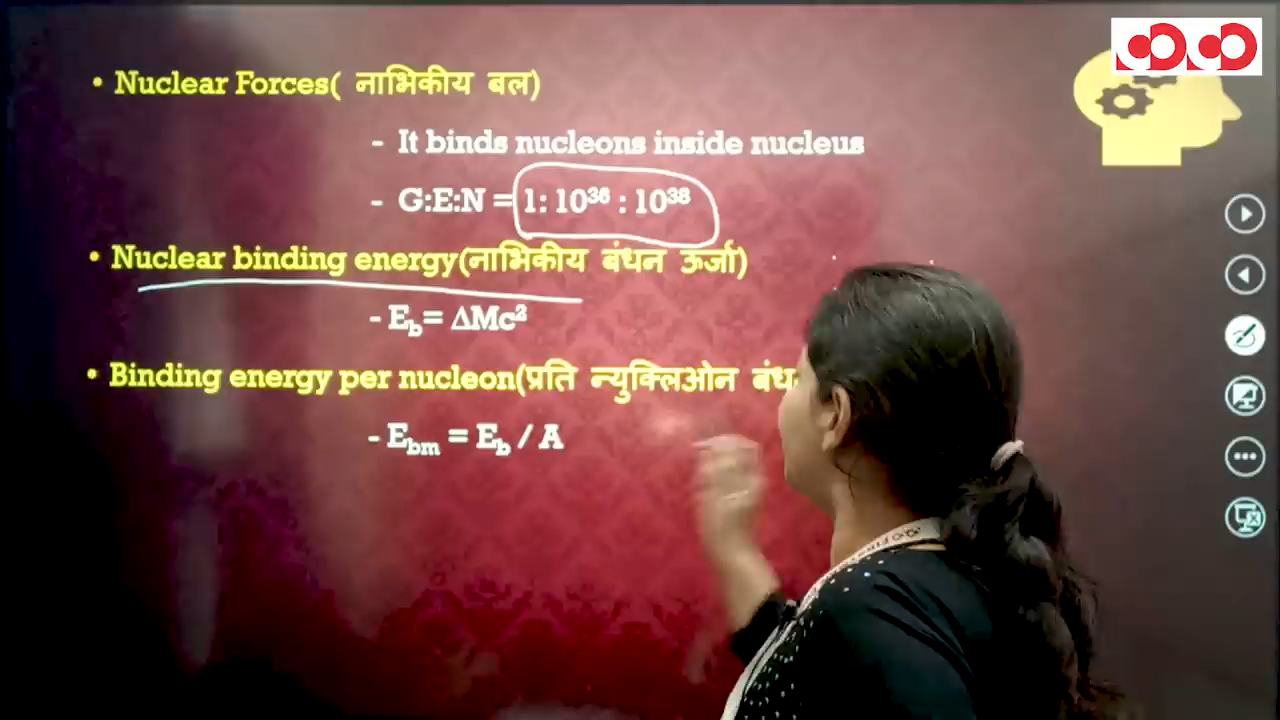 • Nuclear Forces( नाभिकीय बल)
- It binds nucleons inside nucleus
- G:E:N = 1: 10³⁶ : 10³⁸
• Nuclear binding energy(नाभिकीय बंधन ऊर्जा)
- E_b= ΔMc²
• Binding energy per nucleon(प्रति न्युक्लिओन
- E_bm = E_b / A